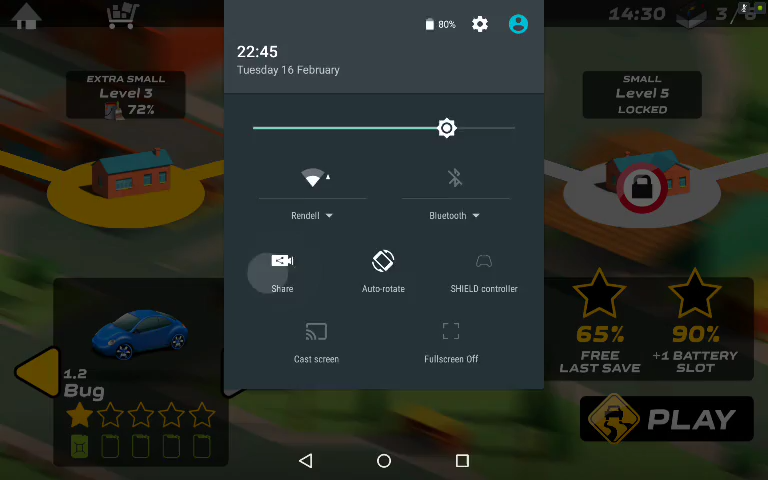 14:30
3/
80%
22:45
Tuesday 16 February
EXTRA SMALL
Level 3
72%
SMALL
Level 5
LOCKED
Rendell
Bluetooth
Share
Auto-rotate
SHIELD controller
Cast screen
Fullscreen Off
1.2
Bug
65%
FREE
LAST SAVE
90%
+1 BATTERY
SLOT
PLAY